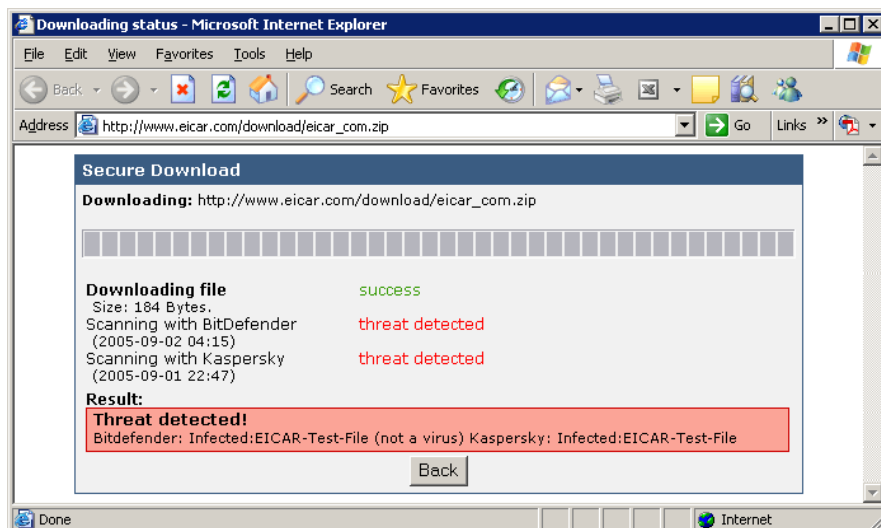 Downloading status - Microsoft Internet Explorer
File Edit View Favorites Tools Help
Back Search Favorites
Address http://www.eicar.com/download/eicar_com.zip Go Links »
Secure Download
Downloading: http://www.eicar.com/download/eicar_com.zip
Downloading file success
Size: 184 Bytes.
Scanning with BitDefender threat detected
(2005-09-02 04:15)
Scanning with Kaspersky threat detected
(2005-09-01 22:47)
Result:
Threat detected!
Bitdefender: Infected:EICAR-Test-File (not a virus) Kaspersky: Infected:EICAR-Test-File
Back
Done Internet